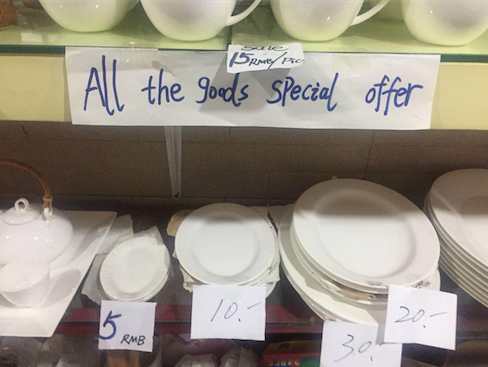 Sale
15RMB/Pic
All the goods special offer
5 RMB
10.-
20.-
30.-